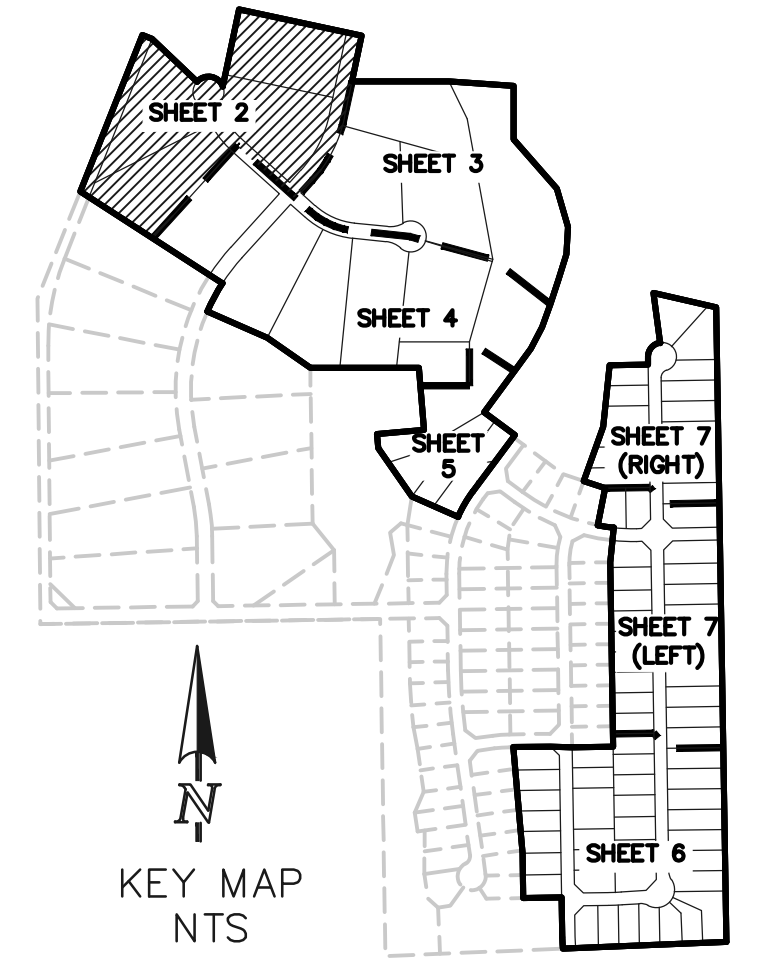 SHEET 2
SHEET 3
SHEET 4
SHEET
5
SHEET 7
(RIGHT)
SHEET 7
(LEFT)
SHEET 6
N
KEY MAP
NTS